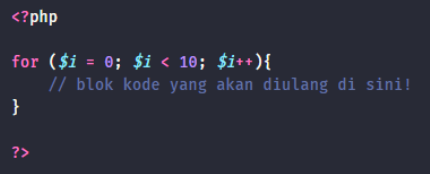 <?php
for ($i = 0; $i < 10; $i++){
    // blok kode yang akan diulang di sini!
}
?>